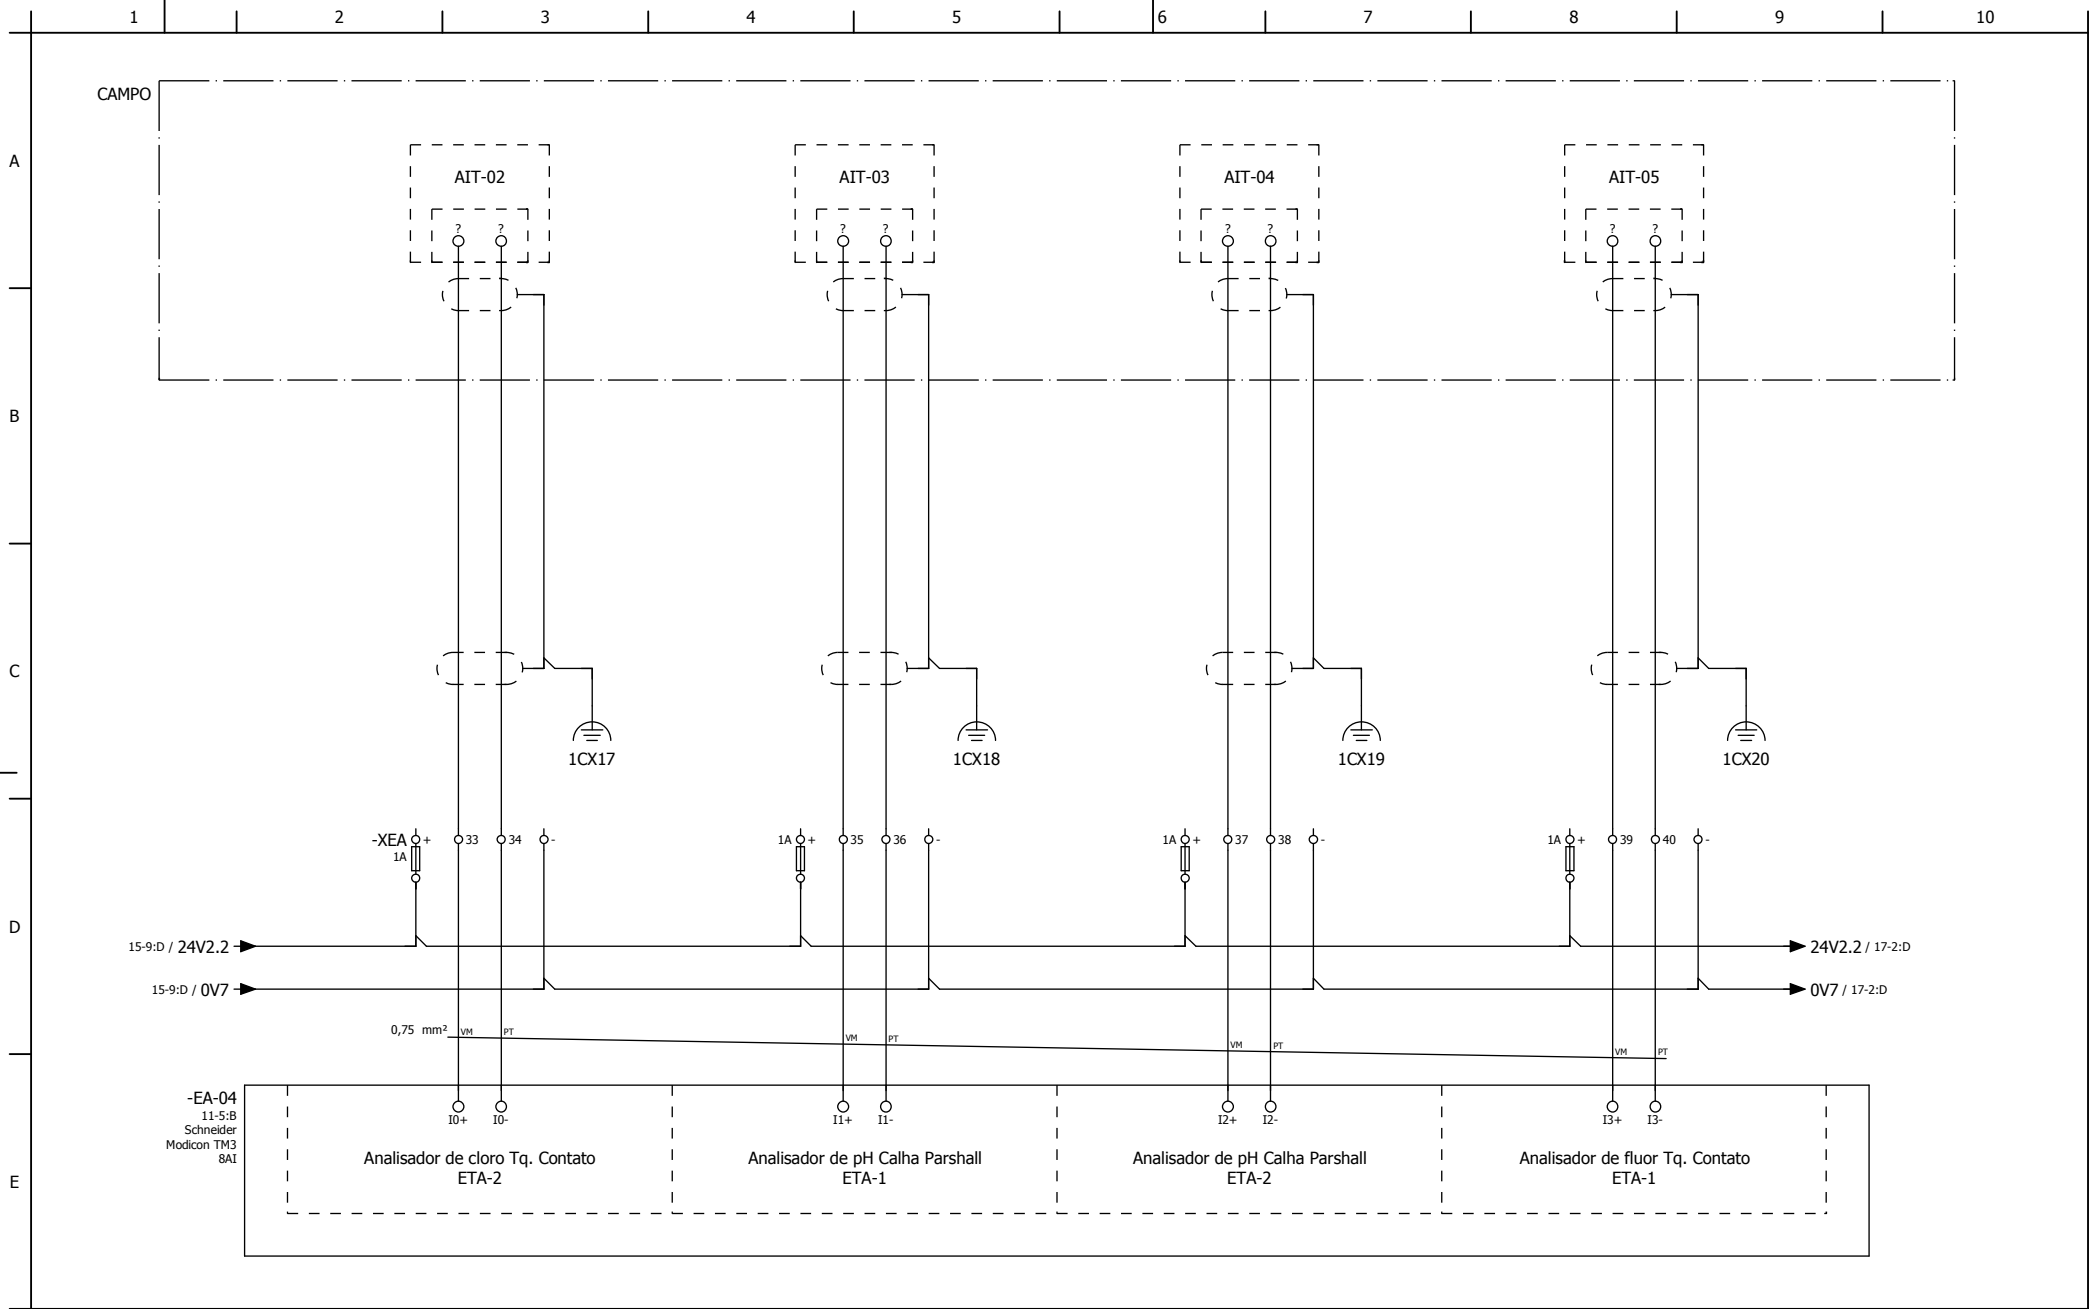 1 2 3 4 5 6 7 8 9 10
CAMPO
A
AIT-02 AIT-03 AIT-04 AIT-05
? ? ? ? ? ? ? ?
B
C
1CX17 1CX18 1CX19 1CX20
-XEA + 33 34 - 1A + 35 36 - 1A + 37 38 - 1A + 39 40 -
1A
D
15-9:D / 24V2.2 24V2.2 / 17-2:D
15-9:D / 0V7 0V7 / 17-2:D
0,75 mm² VM PT VM PT VM PT VM PT
-EA-04
11-5:B
Schneider
Modicon TM3
8AI
I0+ I0- I1+ I1- I2+ I2- I3+ I3-
E
Analisador de cloro Tq. Contato
ETA-2
Analisador de pH Calha Parshall
ETA-1
Analisador de pH Calha Parshall
ETA-2
Analisador de fluor Tq. Contato
ETA-1